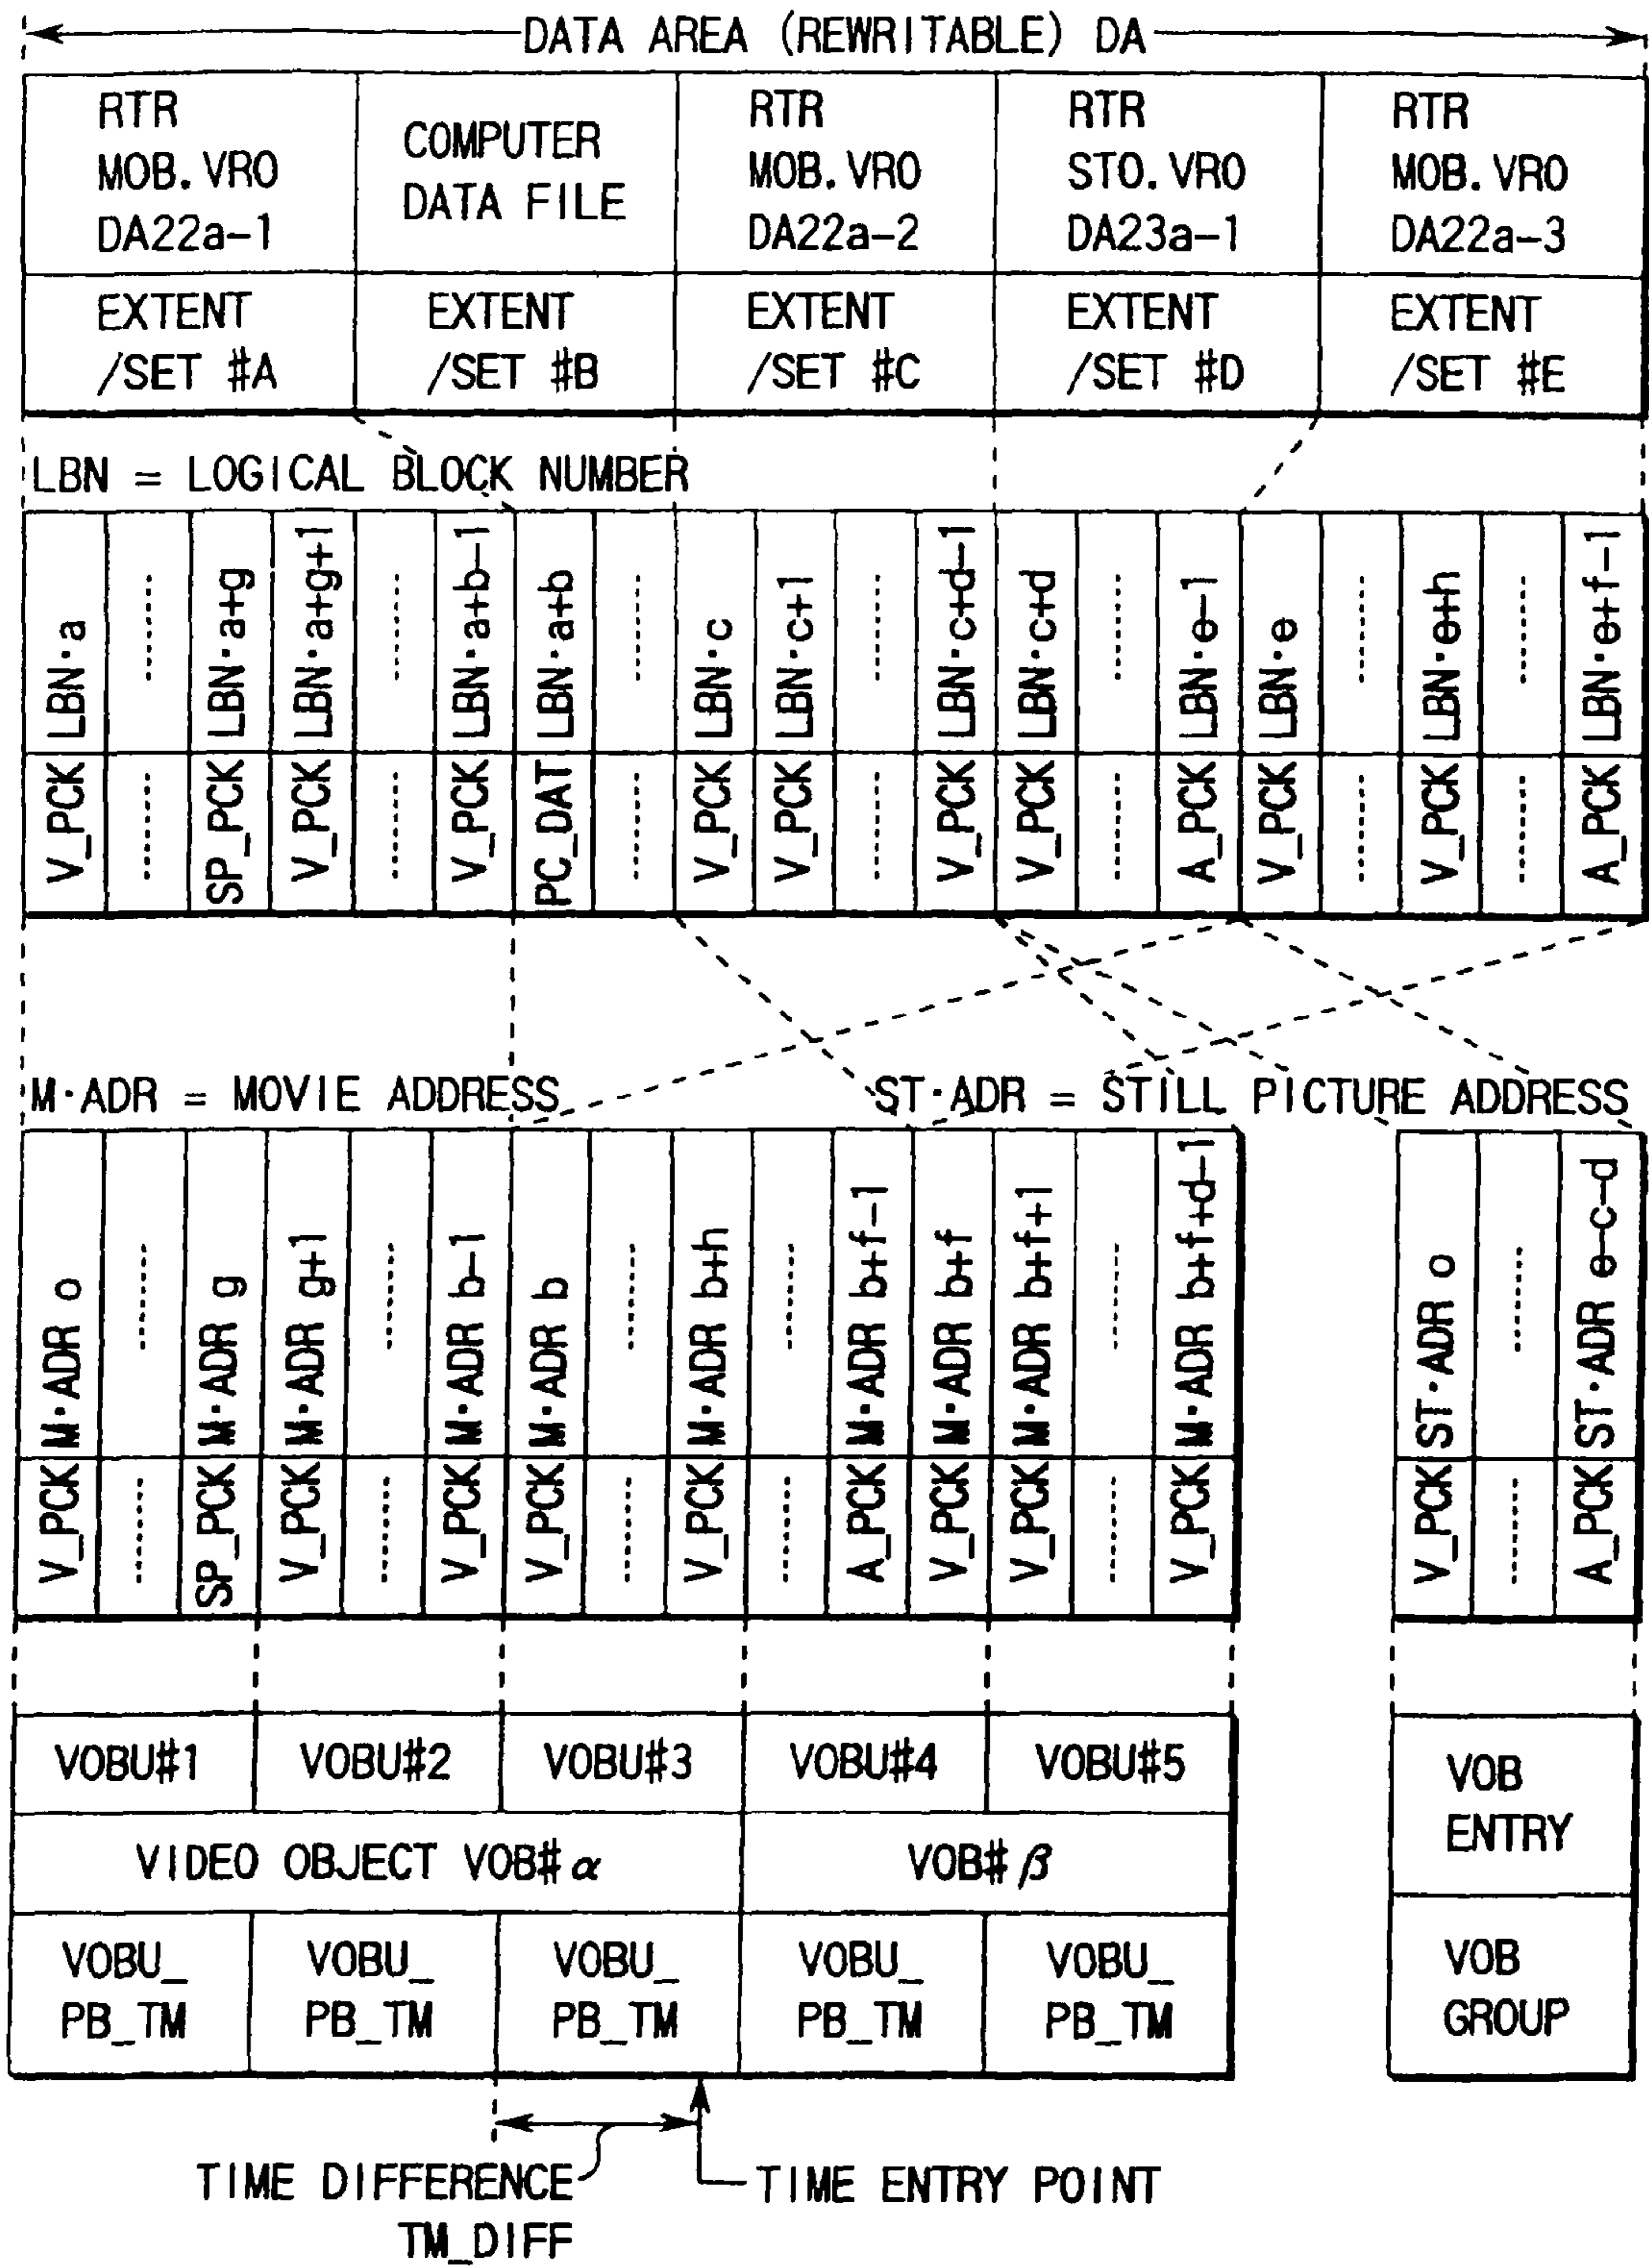 DATA AREA (REWRITABLE) DA
RTR
MOB.VRO
DA22a-1
COMPUTER
DATA FILE
RTR
MOB.VRO
DA22a-2
RTR
STO.VRO
DA23a-1
RTR
MOB.VRO
DA22a-3
EXTENT
/SET #A
EXTENT
/SET #B
EXTENT
/SET #C
EXTENT
/SET #D
EXTENT
/SET #E
LBN = LOGICAL BLOCK NUMBER
LBN·a
LBN·a+g
LBN·a+g+1
LBN·a+b-1
LBN·a+b
LBN·c
LBN·c+1
LBN·c+d-1
LBN·c+d
LBN·e-1
LBN·e
LBN·e+h
LBN·e+f-1
V_PCK
SP_PCK
V_PCK
V_PCK
PC_DAT
V_PCK
V_PCK
V_PCK
V_PCK
A_PCK
V_PCK
V_PCK
A_PCK
M·ADR = MOVIE ADDRESS
ST·ADR = STILL PICTURE ADDRESS
M·ADR o
M·ADR g
M·ADR g+1
M·ADR b-1
M·ADR b
M·ADR b+h
M·ADR b+f-1
M·ADR b+f
M·ADR b+f+1
M·ADR b+f+d-1
ST·ADR o
ST·ADR e-c-d
V_PCK
SP_PCK
V_PCK
V_PCK
V_PCK
V_PCK
A_PCK
V_PCK
V_PCK
V_PCK
V_PCK
A_PCK
VOBU#1
VOBU#2
VOBU#3
VOBU#4
VOBU#5
VOB
ENTRY
VIDEO OBJECT VOB#α
VOB#β
VOBU_
PB_TM
VOBU_
PB_TM
VOBU_
PB_TM
VOBU_
PB_TM
VOBU_
PB_TM
VOB
GROUP
TIME DIFFERENCE
TM_DIFF
TIME ENTRY POINT